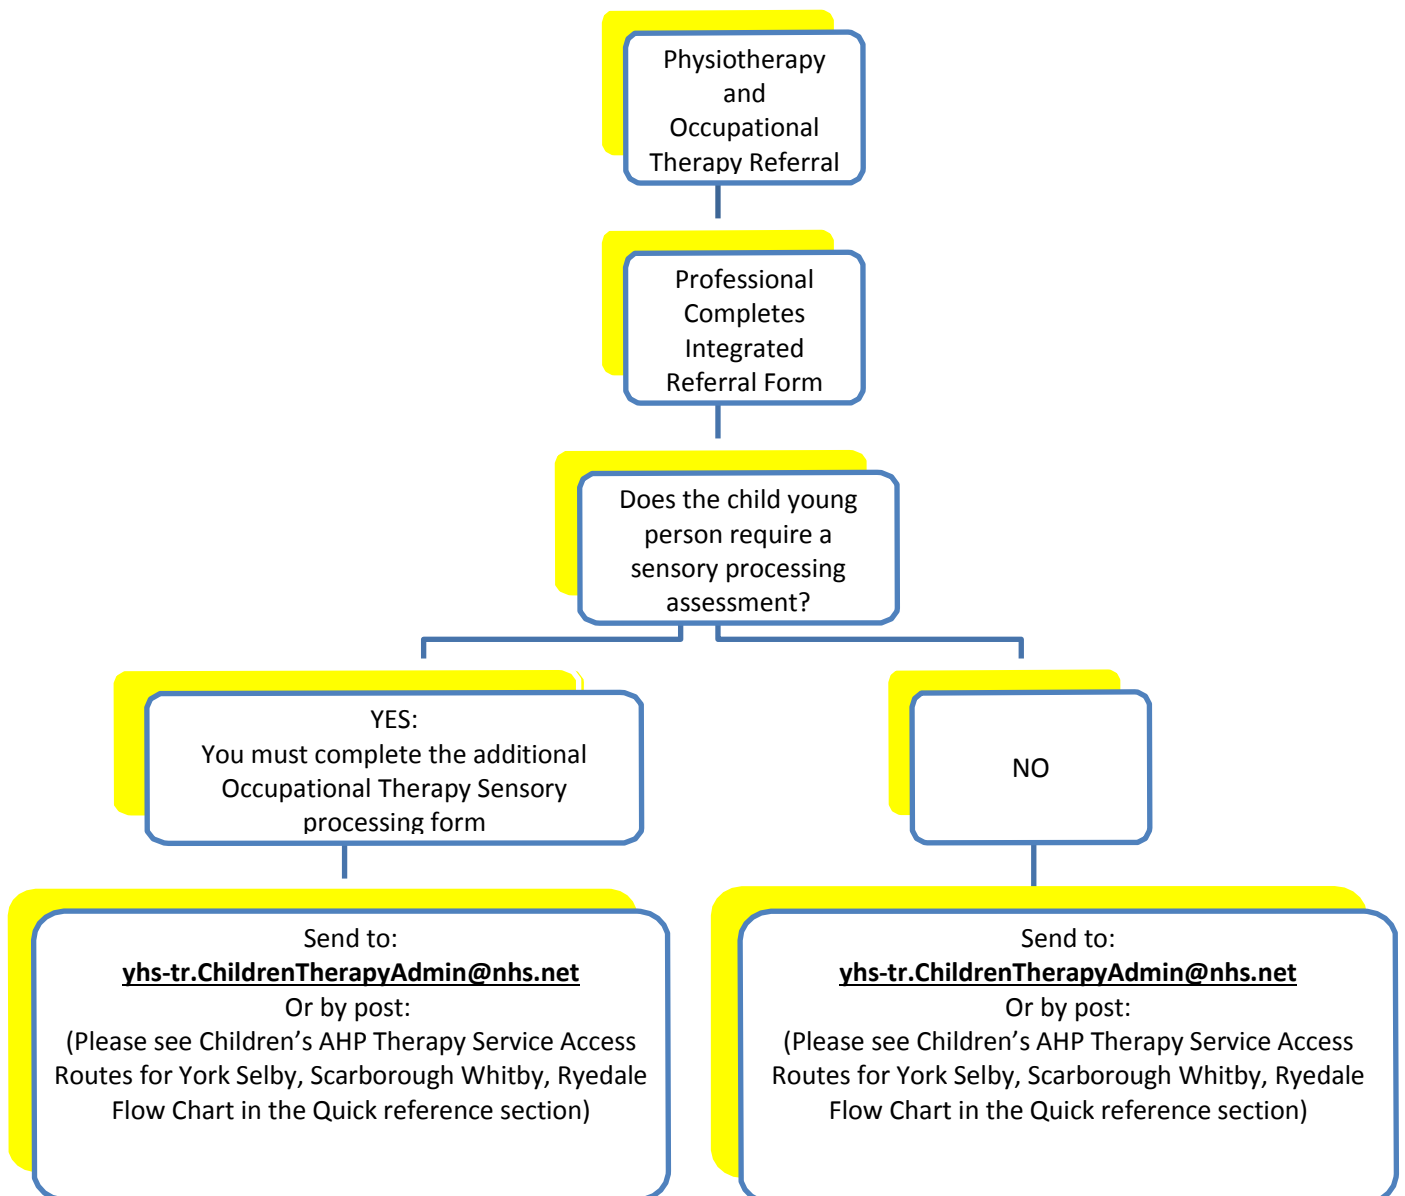 Physiotherapy
and
Occupational
Therapy Referral
Professional
Completes
Integrated
Referral Form
Does the child young
person require a
sensory processing
assessment?
YES:
You must complete the additional
Occupational Therapy Sensory
processing form
NO
Send to:
yhs-tr.ChildrenTherapyAdmin@nhs.net
Or by post:
(Please see Children’s AHP Therapy Service Access
Routes for York Selby, Scarborough Whitby, Ryedale
Flow Chart in the Quick reference section)
Send to:
yhs-tr.ChildrenTherapyAdmin@nhs.net
Or by post:
(Please see Children’s AHP Therapy Service Access
Routes for York Selby, Scarborough Whitby, Ryedale
Flow Chart in the Quick reference section)